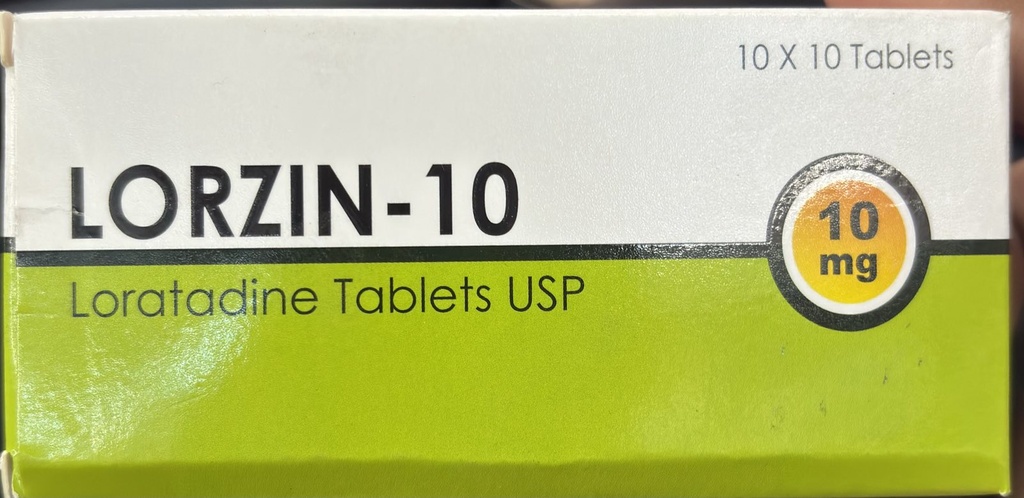 10 X 10 Tablets
LORZIN-10
10
mg
Loratadine Tablets USP